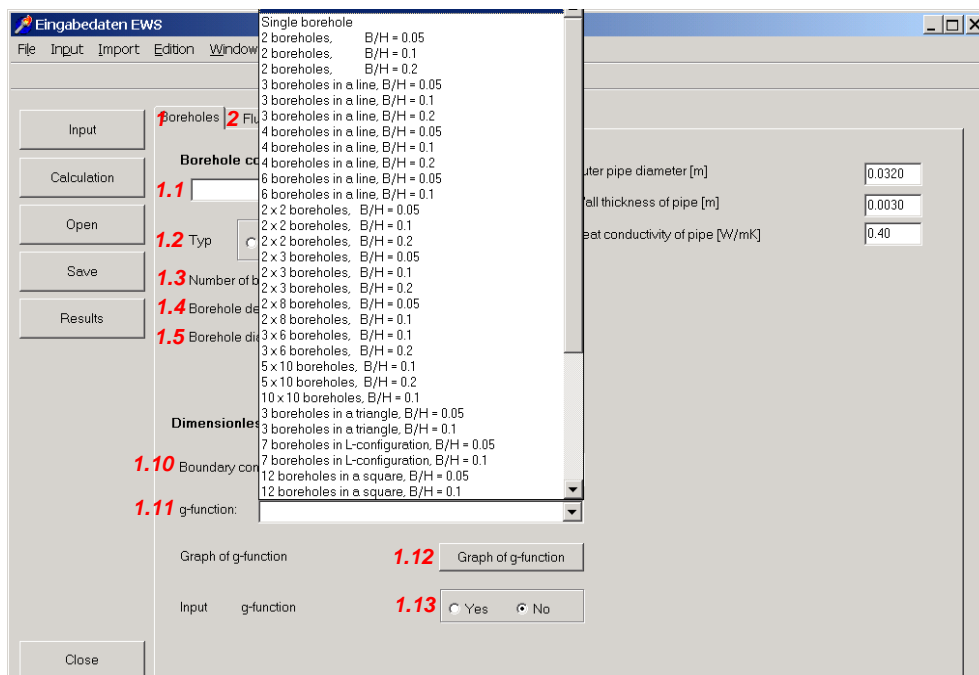 Eingabedaten EWS
File Input Import Edition Window
Input
Calculation
Open
Save
Results
Close
1 Boreholes 2 Flu
Borehole co
1.1
1.2 Typ
1.3 Number of b
1.4 Borehole de
1.5 Borehole dia
Dimensionles
1.10 Boundary con
1.11 g-function:
Single borehole
2 boreholes, B/H = 0.05
2 boreholes, B/H = 0.1
2 boreholes, B/H = 0.2
3 boreholes in a line, B/H = 0.05
3 boreholes in a line, B/H = 0.1
3 boreholes in a line, B/H = 0.2
4 boreholes in a line, B/H = 0.05
4 boreholes in a line, B/H = 0.1
4 boreholes in a line, B/H = 0.2
6 boreholes in a line, B/H = 0.05
6 boreholes in a line, B/H = 0.1
2 x 2 boreholes, B/H = 0.05
2 x 2 boreholes, B/H = 0.1
2 x 2 boreholes, B/H = 0.2
2 x 3 boreholes, B/H = 0.05
2 x 3 boreholes, B/H = 0.1
2 x 3 boreholes, B/H = 0.2
2 x 8 boreholes, B/H = 0.05
2 x 8 boreholes, B/H = 0.1
3 x 6 boreholes, B/H = 0.1
3 x 6 boreholes, B/H = 0.2
5 x 10 boreholes, B/H = 0.1
5 x 10 boreholes, B/H = 0.2
10 x 10 boreholes, B/H = 0.1
3 boreholes in a triangle, B/H = 0.05
3 boreholes in a triangle, B/H = 0.1
7 boreholes in L-configuration, B/H = 0.05
7 boreholes in L-configuration, B/H = 0.1
12 boreholes in a square, B/H = 0.05
12 boreholes in a square, B/H = 0.1
uter pipe diameter [m] 0.0320
all thickness of pipe [m] 0.0030
eat conductivity of pipe [W/mK] 0.40
Graph of g-function 1.12 Graph of g-function
Input g-function 1.13 Yes No